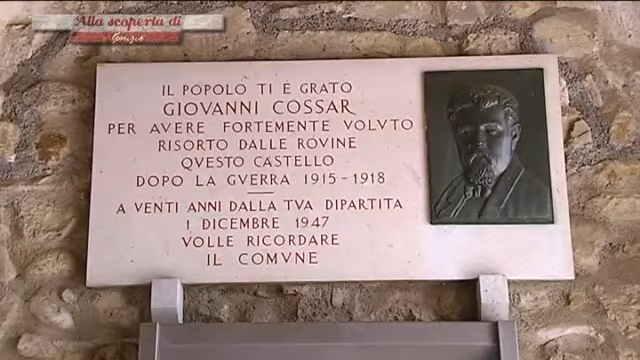 Alla scoperta di
Gorizia
IL POPOLO TI È GRATO
GIOVANNI COSSAR
PER AVERE FORTEMENTE VOLVTO
RISORTO DALLE ROVINE
QVESTO CASTELLO
DOPO LA GVERRA 1915-1918
A VENTI ANNI DALLA TVA DIPARTITA
1 DICEMBRE 1947
VOLLE RICORDARE
IL COMVNE